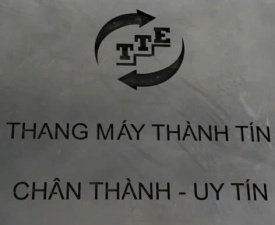 TTE
THANG MÁY THÀNH TÍN
CHÂN THÀNH - UY TÍN